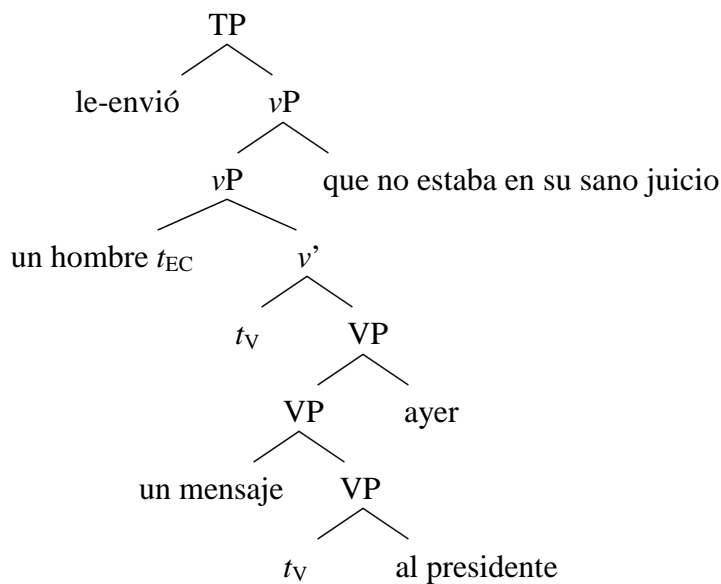 TP
le-envió vP
vP que no estaba en su sano juicio
un hombre tEC v’
tV VP
VP ayer
un mensaje VP
tV al presidente